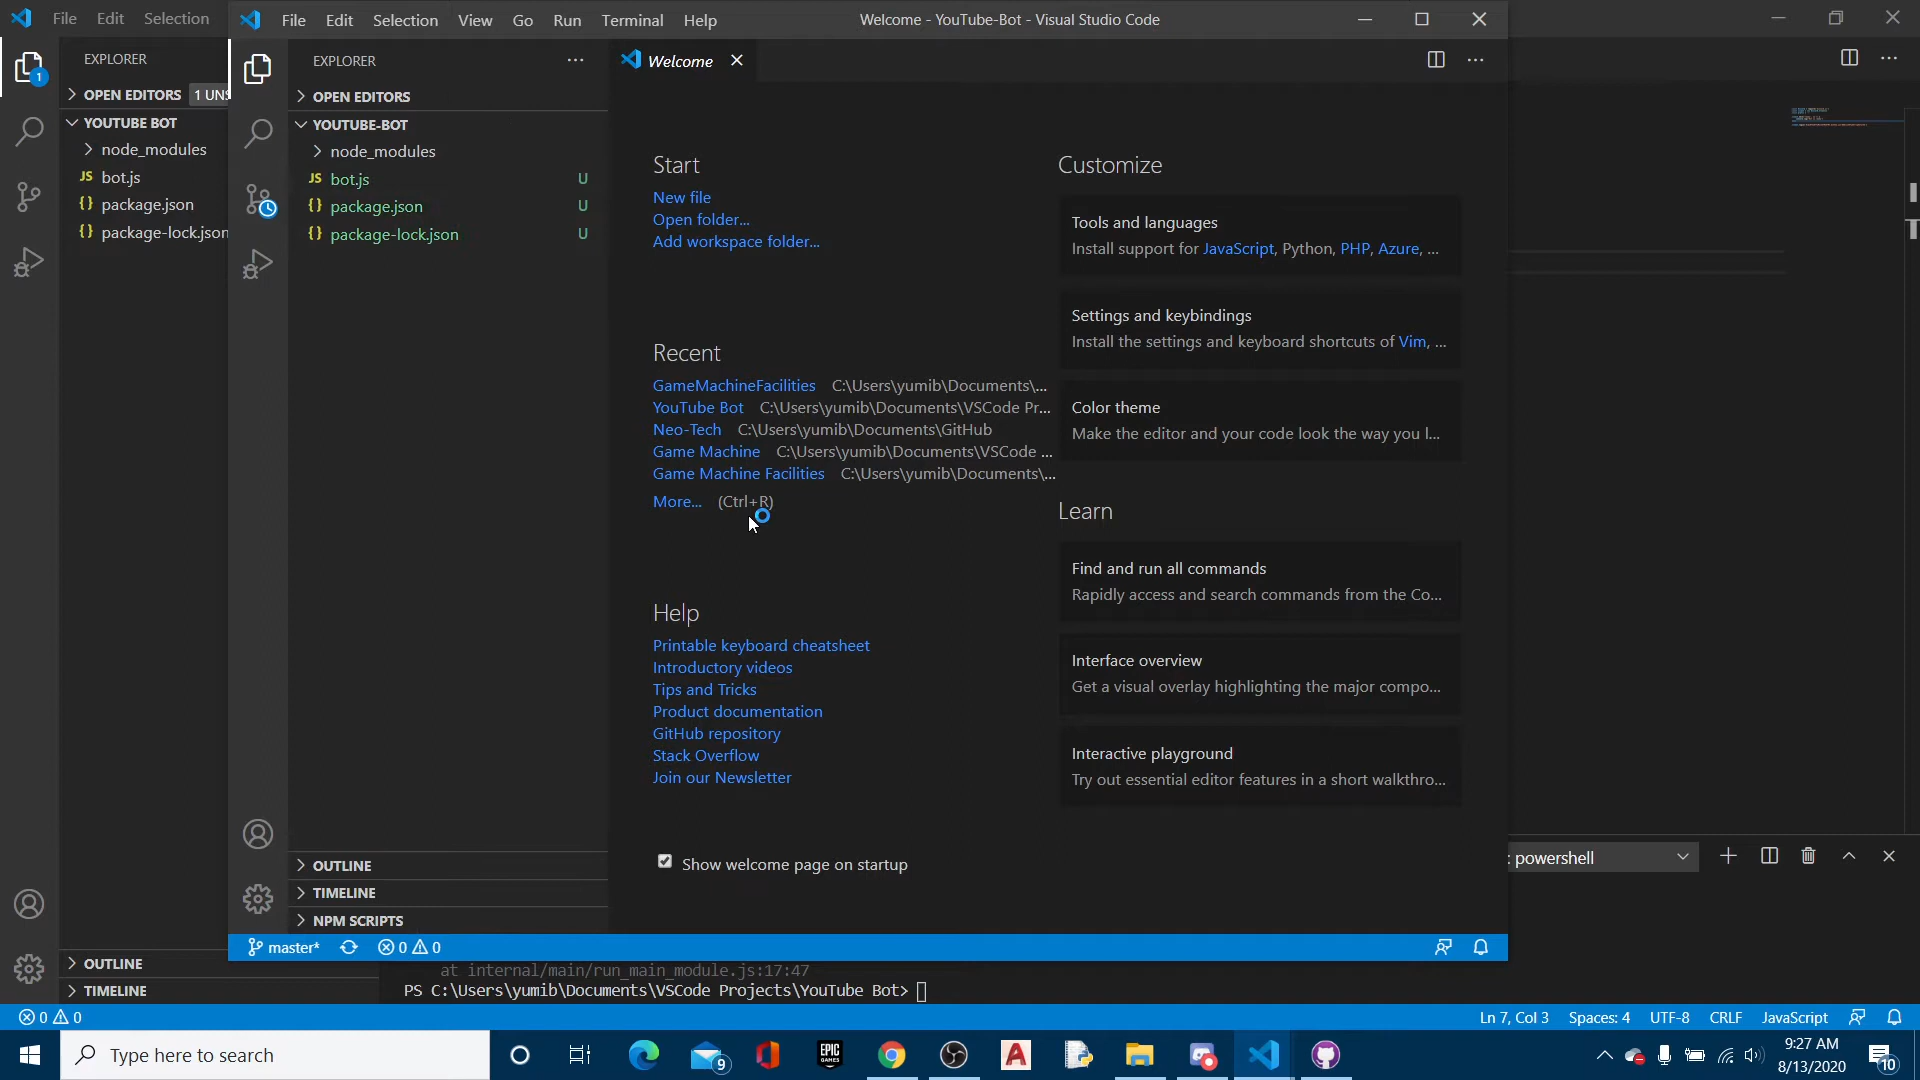 File Edit Selection
EXPLORER
OPEN EDITORS 1 UNS
YOUTUBE BOT
node_modules
JS bot.js
{} package.json
{} package-lock.json
OUTLINE
TIMELINE
File Edit Selection View Go Run Terminal Help
Welcome - YouTube-Bot - Visual Studio Code
EXPLORER
OPEN EDITORS
YOUTUBE-BOT
node_modules
JS bot.js U
{} package.json U
{} package-lock.json U
OUTLINE
TIMELINE
NPM SCRIPTS
Welcome
Start
New file
Open folder...
Add workspace folder...
Recent
GameMachineFacilities C:\Users\yumib\Documents\...
YouTube Bot C:\Users\yumib\Documents\VSCode Pr...
Neo-Tech C:\Users\yumib\Documents\GitHub
Game Machine C:\Users\yumib\Documents\VSCode ...
Game Machine Facilities C:\Users\yumib\Documents\...
More... (Ctrl+R)
Help
Printable keyboard cheatsheet
Introductory videos
Tips and Tricks
Product documentation
GitHub repository
Stack Overflow
Join our Newsletter
Show welcome page on startup
Customize
Tools and languages
Install support for JavaScript, Python, PHP, Azure, ...
Settings and keybindings
Install the settings and keyboard shortcuts of Vim, ...
Color theme
Make the editor and your code look the way you l...
Learn
Find and run all commands
Rapidly access and search commands from the Co...
Interface overview
Get a visual overlay highlighting the major compo...
Interactive playground
Try out essential editor features in a short walkthro...
master* 0 0
: powershell
at internal/main/run_main_module.js:17:47
PS C:\Users\yumib\Documents\VSCode Projects\YouTube Bot>
0 0
Ln 7, Col 3 Spaces: 4 UTF-8 CRLF JavaScript
Type here to search
9
EPIC GAMES
9:27 AM
8/13/2020
10
1